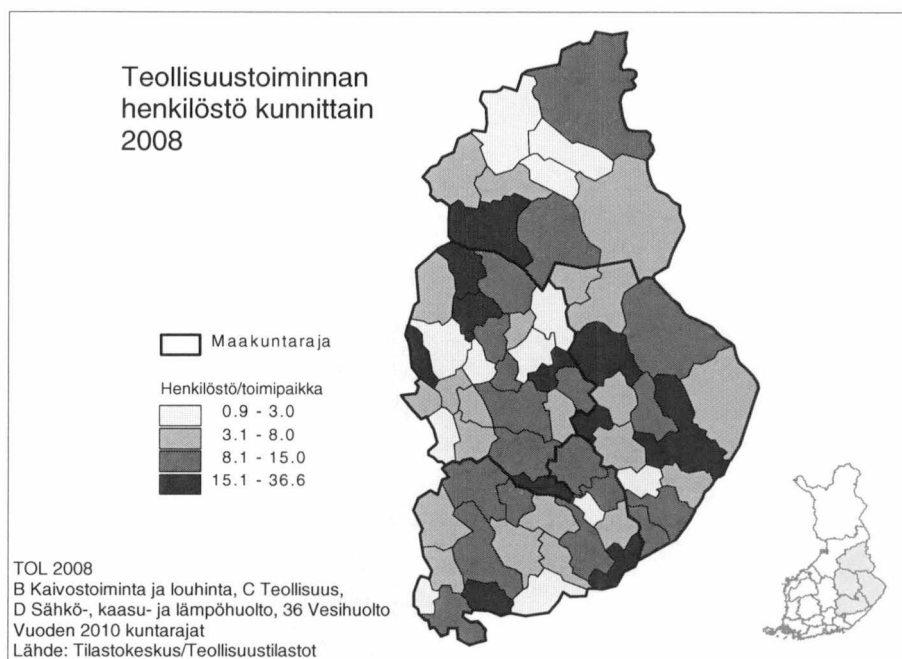 Teollisuustoiminnan
henkilöstö kunnittain
2008
Maakuntaraja
Henkilöstö/toimipaikka
0.9 - 3.0
3.1 - 8.0
8.1 - 15.0
15.1 - 36.6
TOL 2008
B Kaivostoiminta ja louhinta, C Teollisuus,
D Sähkö-, kaasu- ja lämpöhuolto, 36 Vesihuolto
Vuoden 2010 kuntarajat
Lähde: Tilastokeskus/Teollisuustilastot